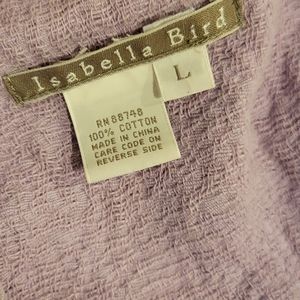 Isabella Bird
L
RN 88748
100% COTTON
MADE IN CHINA
CARE CODE ON
REVERSE SIDE